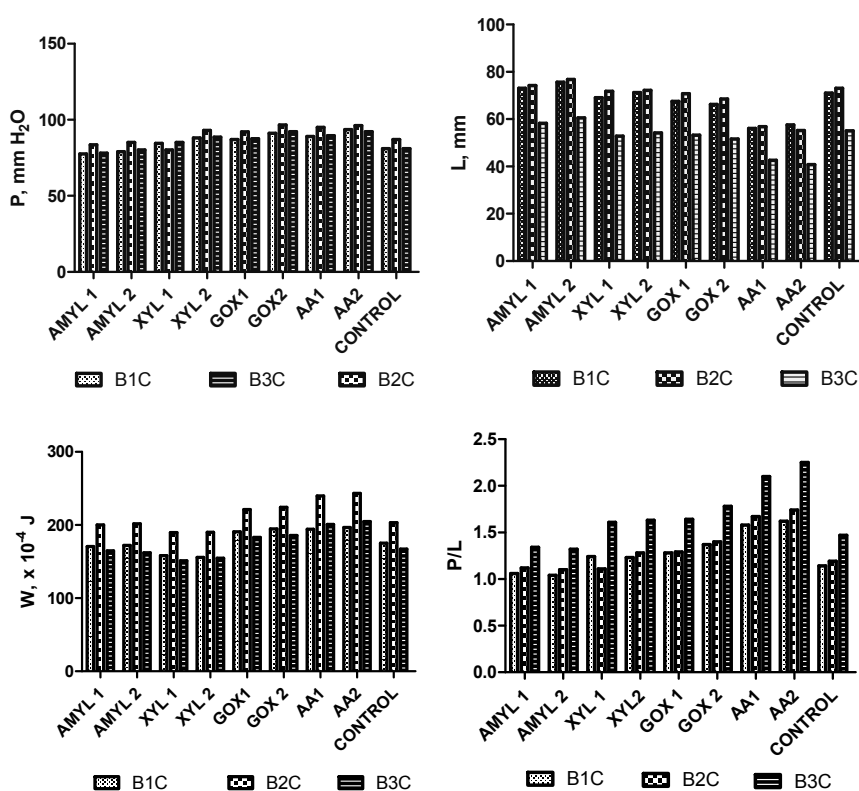 P, mm H2O
150
100
50
0
AMYL 1
AMYL 2
XYL 1
XYL 2
GOX1
GOX2
AA1
AA2
CONTROL
B1C B3C B2C
L, mm
100
80
60
40
20
0
AMYL 1
AMYL 2
XYL 1
XYL 2
GOX 1
GOX 2
AA1
AA2
CONTROL
B1C B2C B3C
W, x 10-4 J
300
200
100
0
AMYL 1
AMYL 2
XYL 1
XYL 2
GOX1
GOX 2
AA1
AA2
CONTROL
B1C B2C B3C
P/L
2.5
2.0
1.5
1.0
0.5
0.0
AMYL 1
AMYL 2
XYL 1
XYL2
GOX 1
GOX 2
AA1
AA2
CONTROL
B1C B2C B3C